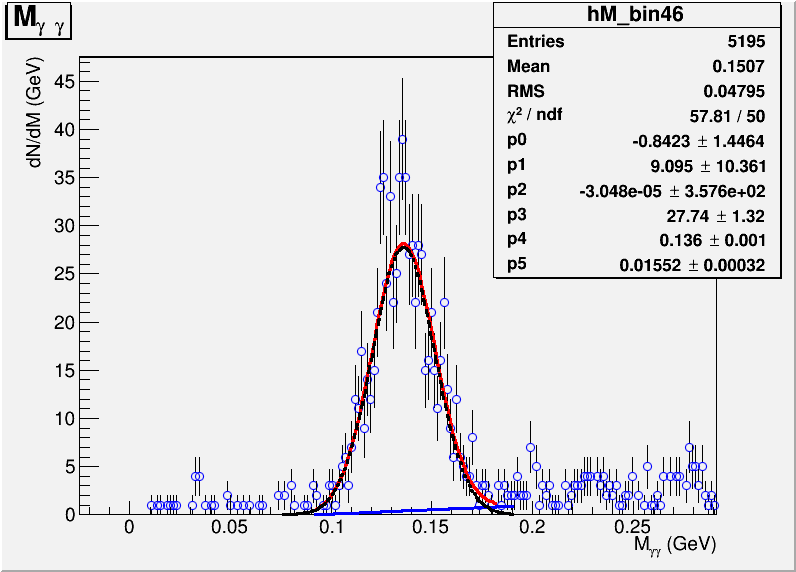 M γ γ
hM_bin46
Entries 5195
Mean 0.1507
RMS 0.04795
χ² / ndf 57.81 / 50
p0 -0.8423 ± 1.4464
p1 9.095 ± 10.361
p2 -3.048e-05 ± 3.576e+02
p3 27.74 ± 1.32
p4 0.136 ± 0.001
p5 0.01552 ± 0.00032
dN/dM (GeV)
45
40
35
30
25
20
15
10
5
0
0 0.05 0.1 0.15 0.2 0.25
Mγγ (GeV)